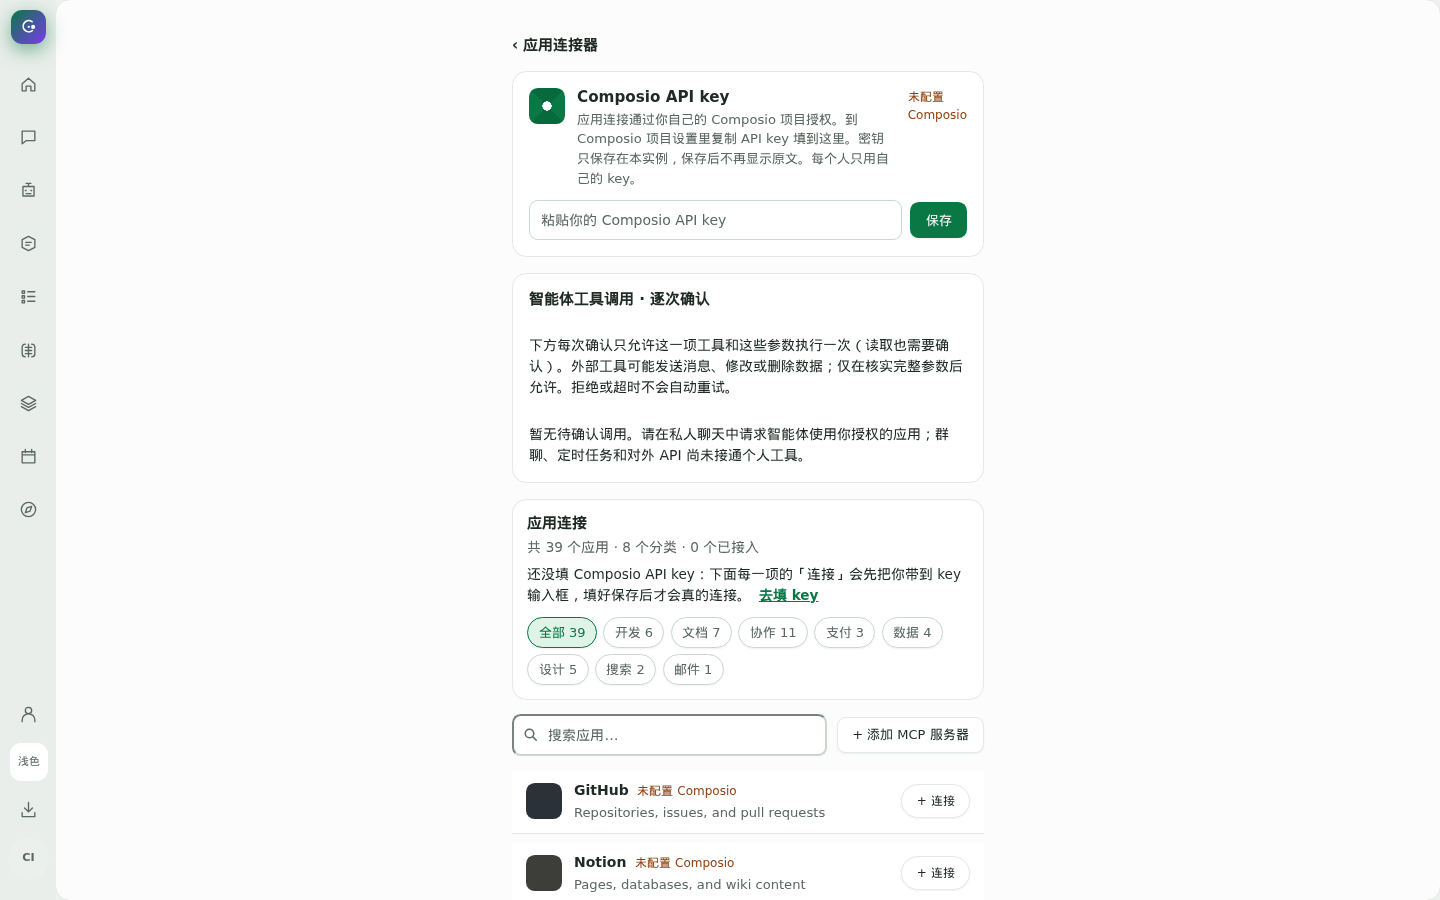 ‹ 应用连接器
Composio API key
应用连接通过你自己的 Composio 项目授权。到
Composio 项目设置里复制 API key 填到这里。密钥
只保存在本实例，保存后不再显示原文。每个人只用自
己的 key。
未配置
Composio
粘贴你的 Composio API key
保存
智能体工具调用 · 逐次确认
下方每次确认只允许这一项工具和这些参数执行一次（读取也需要确
认）。外部工具可能发送消息、修改或删除数据；仅在核实完整参数后
允许。拒绝或超时不会自动重试。
暂无待确认调用。请在私人聊天中请求智能体使用你授权的应用；群
聊、定时任务和对外 API 尚未接通个人工具。
应用连接
共 39 个应用 · 8 个分类 · 0 个已接入
还没填 Composio API key：下面每一项的「连接」会先把你带到 key
输入框，填好保存后才会真的连接。 去填 key
全部 39 开发 6 文档 7 协作 11 支付 3 数据 4
设计 5 搜索 2 邮件 1
搜索应用...
+ 添加 MCP 服务器
GitHub 未配置 Composio
Repositories, issues, and pull requests
+ 连接
Notion 未配置 Composio
Pages, databases, and wiki content
+ 连接
浅色
CI